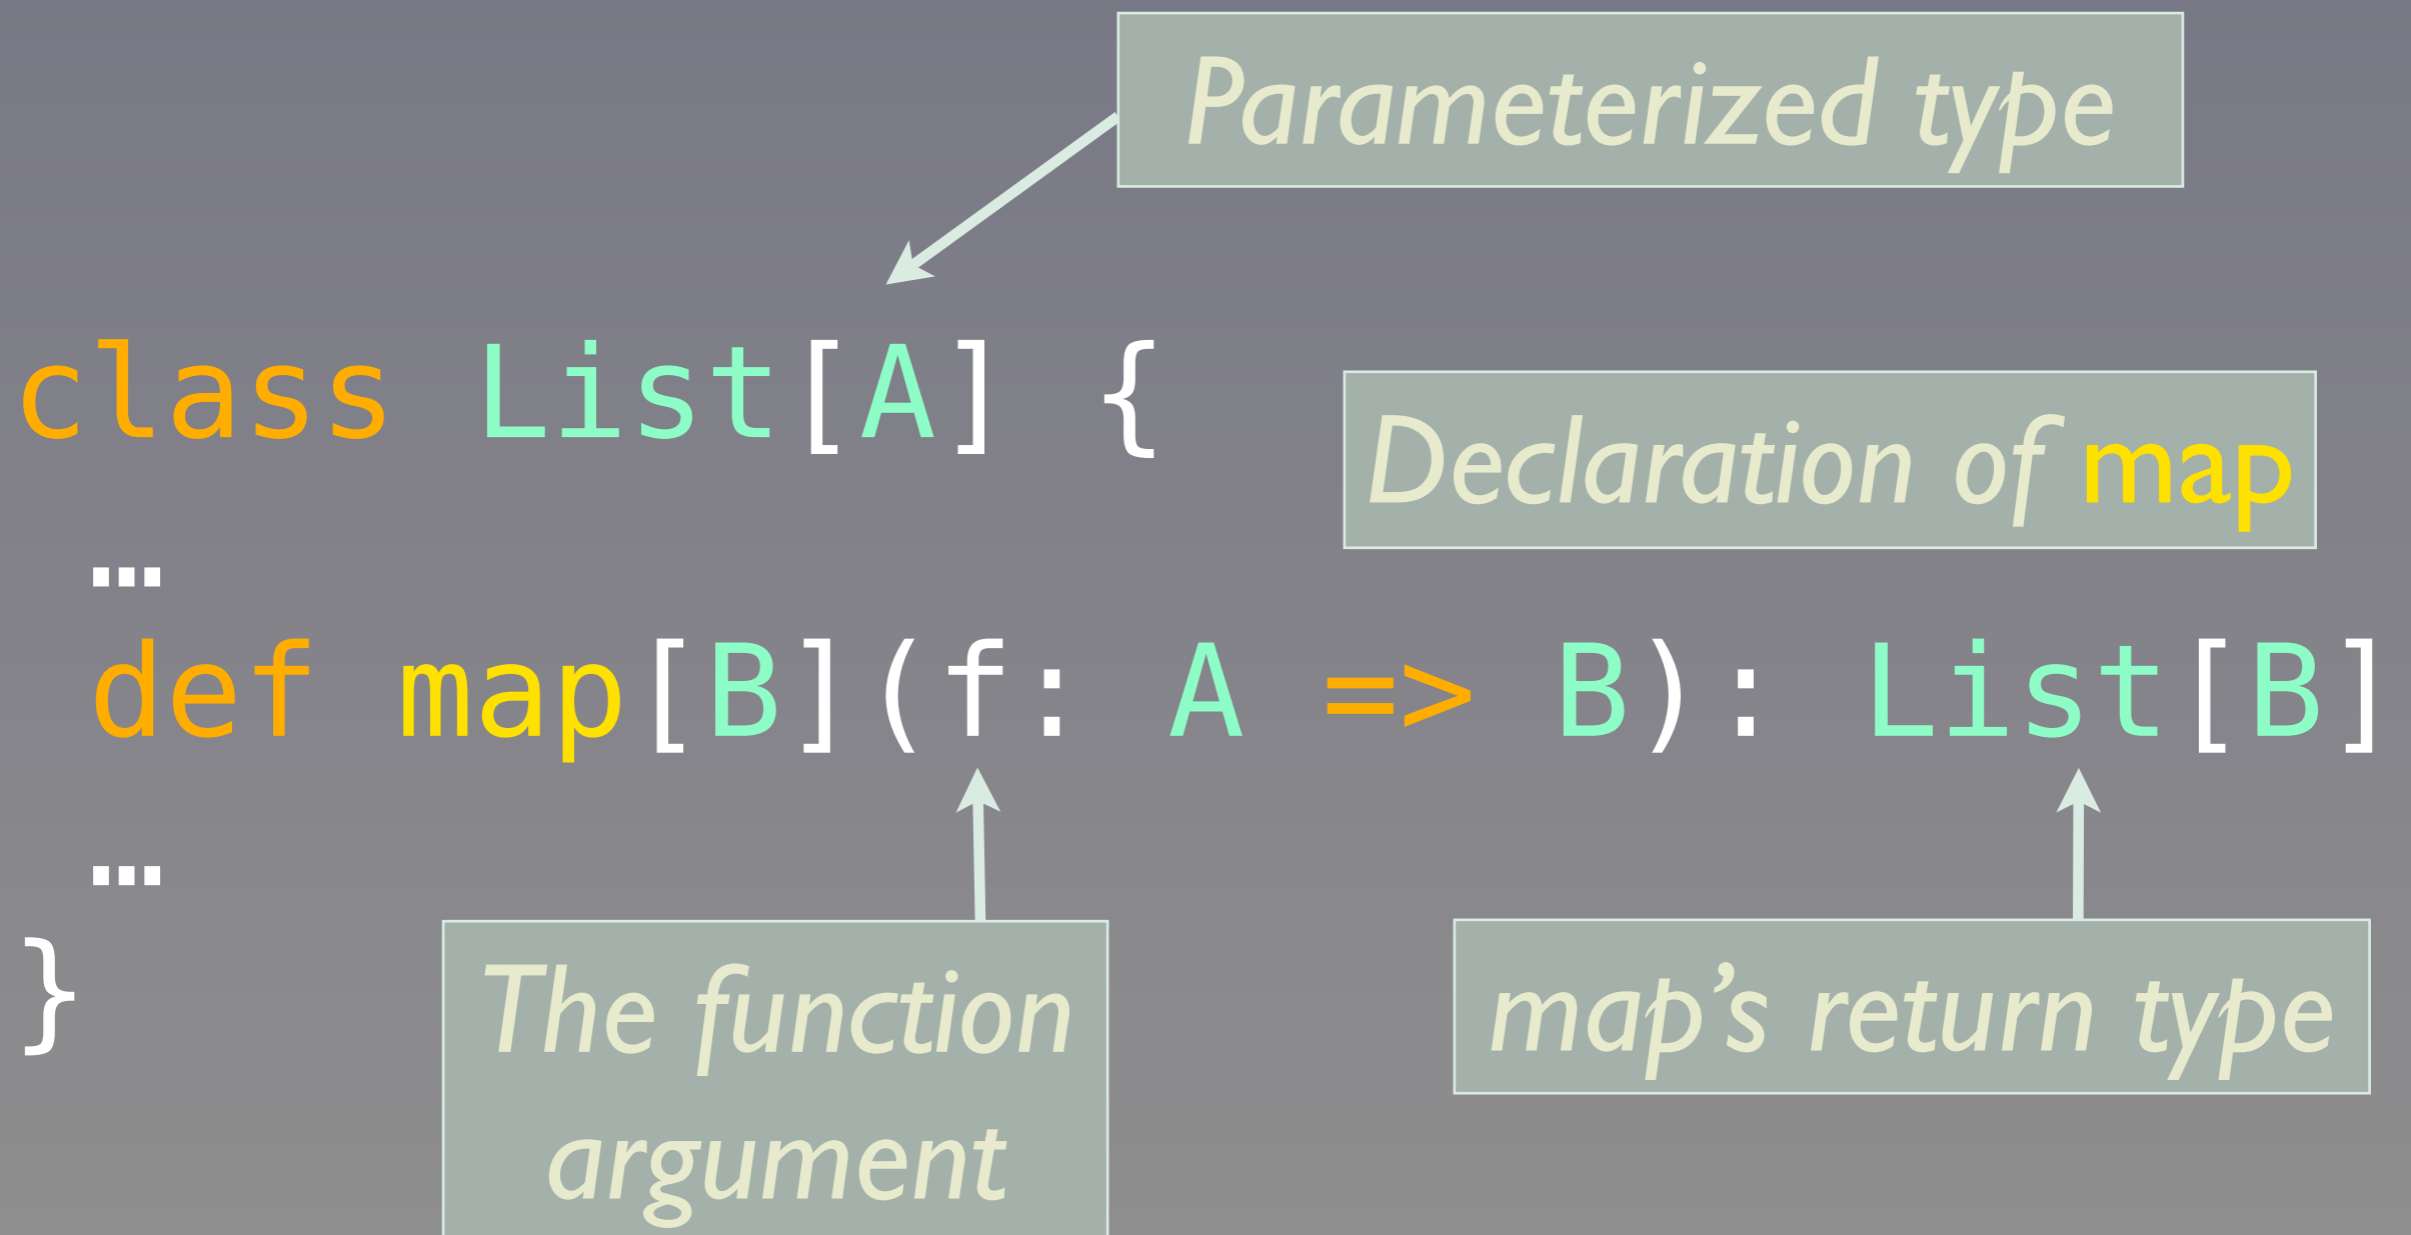 Parameterized type
class List[A] {
Declaration of map
…
def map[B](f: A => B): List[B]
…
}
The function
argument
map’s return type